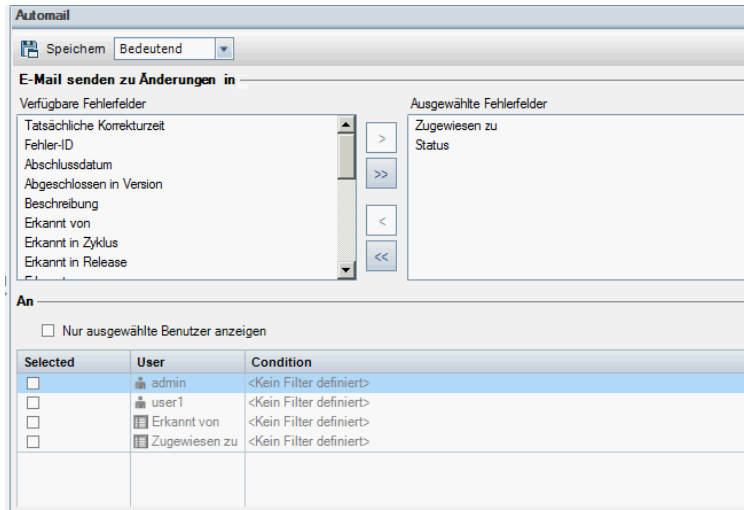 Automail
Speichern Bedeutend
E-Mail senden zu Änderungen in
Verfügbare Fehlerfelder
Tatsächliche Korrekturzeit
Fehler-ID
Abschlussdatum
Abgeschlossen in Version
Beschreibung
Erkannt von
Erkannt in Zyklus
Erkannt in Release
>
>>
<
<<
Ausgewählte Fehlerfelder
Zugewiesen zu
Status
An
Nur ausgewählte Benutzer anzeigen
Selected User Condition
admin <Kein Filter definiert>
user1 <Kein Filter definiert>
Erkannt von <Kein Filter definiert>
Zugewiesen zu <Kein Filter definiert>